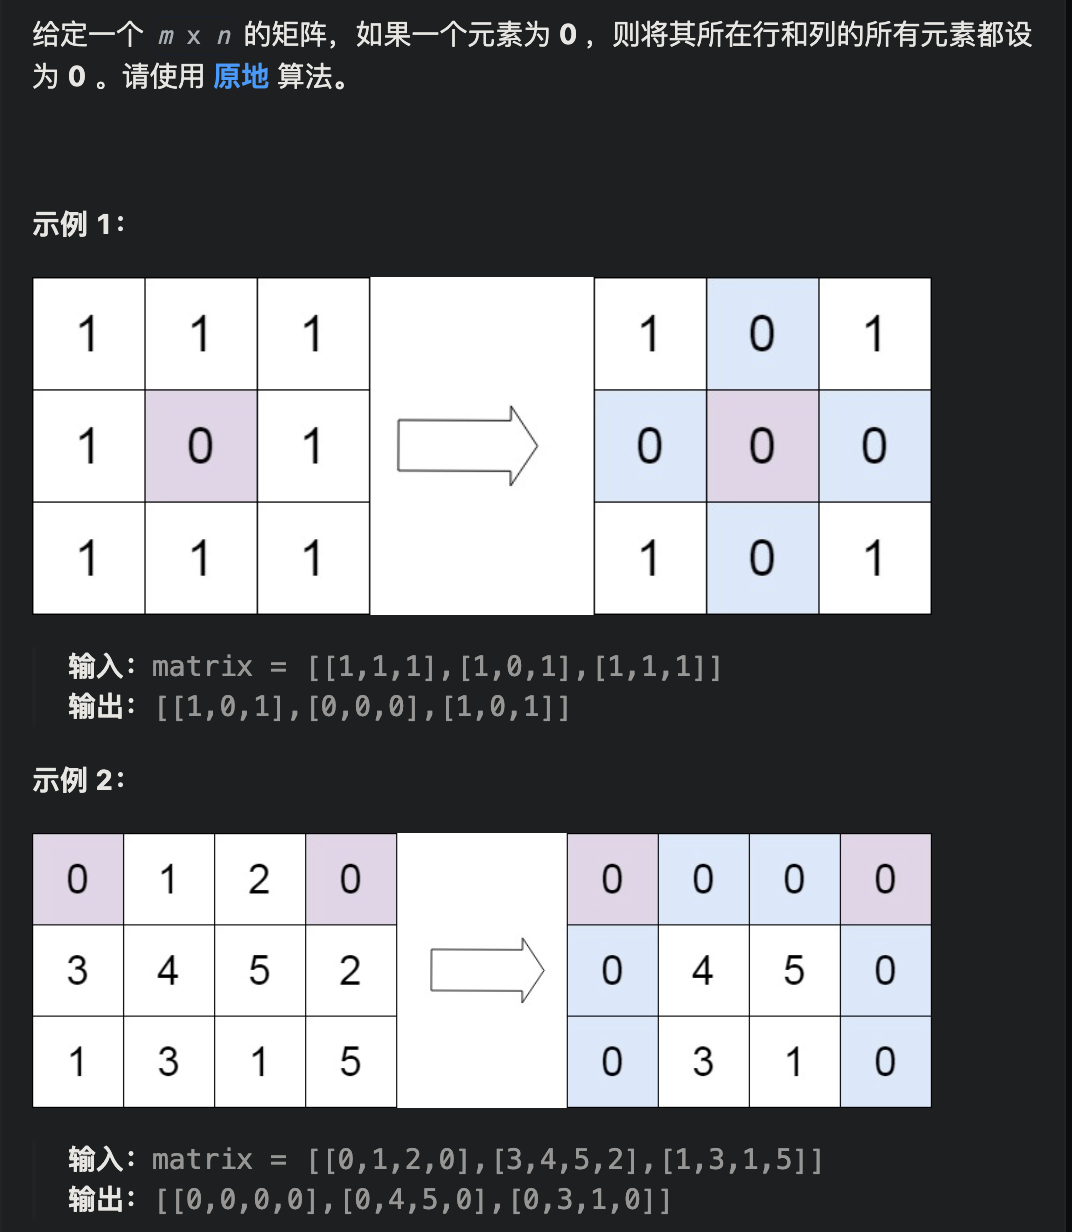 给定一个 m x n 的矩阵，如果一个元素为 0 ，则将其所在行和列的所有元素都设
为 0 。请使用 原地 算法。
示例 1：
1 1 1 1 0 1
1 0 1 0 0 0
1 1 1 1 0 1
输入：matrix = [[1,1,1],[1,0,1],[1,1,1]]
输出：[[1,0,1],[0,0,0],[1,0,1]]
示例 2：
0 1 2 0 0 0 0 0
3 4 5 2 0 4 5 0
1 3 1 5 0 3 1 0
输入：matrix = [[0,1,2,0],[3,4,5,2],[1,3,1,5]]
输出：[[0,0,0,0],[0,4,5,0],[0,3,1,0]]